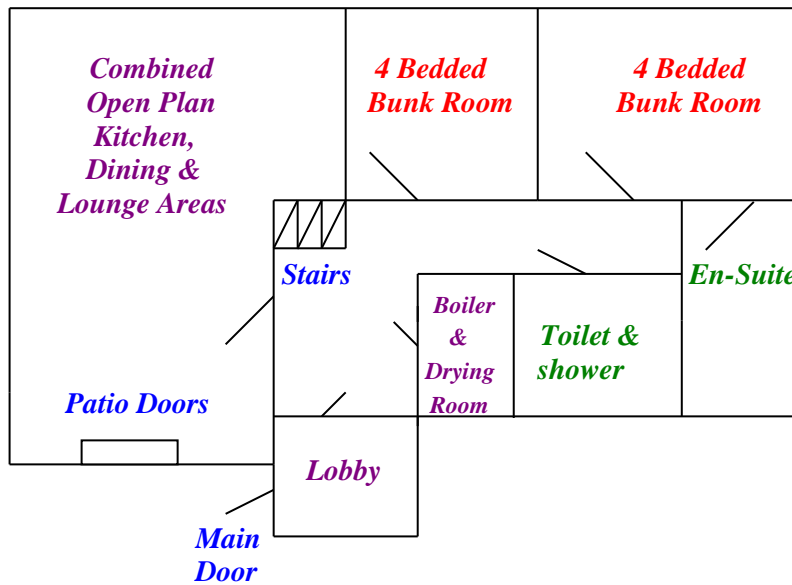 Combined
Open Plan
Kitchen,
Dining &
Lounge Areas
4 Bedded
Bunk Room
4 Bedded
Bunk Room
Stairs
En-Suite
Boiler
&
Drying
Room
Toilet &
shower
Patio Doors
Lobby
Main
Door